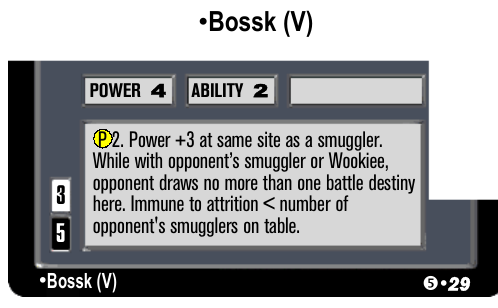 •Bossk (V)
POWER 4 ABILITY 2
Ⓟ2. Power +3 at same site as a smuggler.
While with opponent's smuggler or Wookiee,
opponent draws no more than one battle destiny
here. Immune to attrition < number of
opponent's smugglers on table.
3
5
•Bossk (V) ❺•29